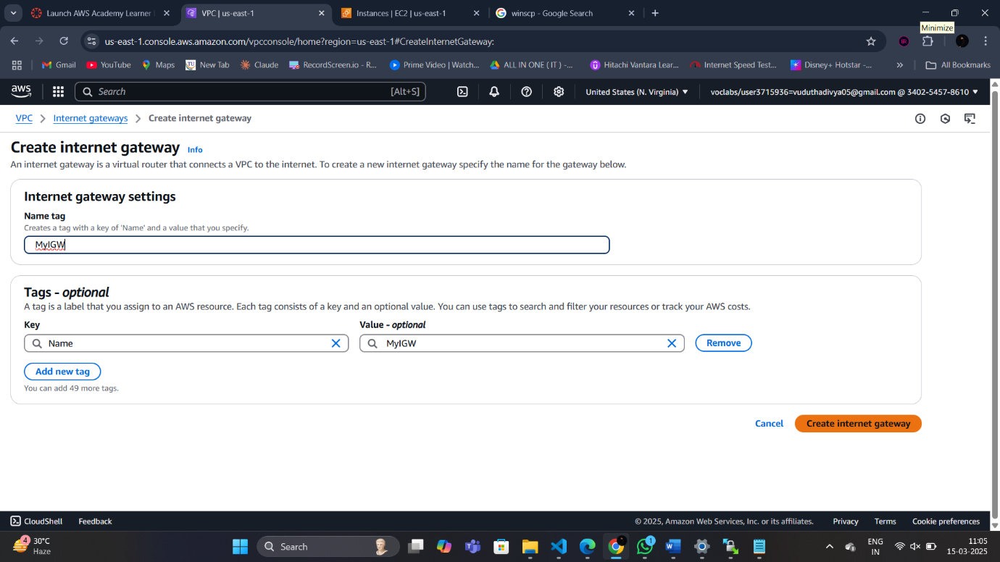 Launch AWS Academy Learner
VPC | us-east-1
Instances | EC2 | us-east-1
winscp - Google Search
Minimize
us-east-1.console.aws.amazon.com/vpcconsole/home?region=us-east-1#CreateInternetGateway:
Gmail
YouTube
Maps
New Tab
Claude
RecordScreen.io - R...
Prime Video | Watch...
ALL IN ONE ( IT ) -...
Hitachi Vantara Lear...
Internet Speed Test...
Disney+ Hotstar -...
All Bookmarks
aws
Search
[Alt+S]
United States (N. Virginia)
voclabs/user3715936=vuduthadivya05@gmail.com @ 3402-5457-8610
VPC
Internet gateways
Create internet gateway
Create internet gateway
Info
An internet gateway is a virtual router that connects a VPC to the internet. To create a new internet gateway specify the name for the gateway below.
Internet gateway settings
Name tag
Creates a tag with a key of 'Name' and a value that you specify.
MyIGW
Tags - optional
A tag is a label that you assign to an AWS resource. Each tag consists of a key and an optional value. You can use tags to search and filter your resources or track your AWS costs.
Key
Value - optional
Name
MyIGW
Remove
Add new tag
You can add 49 more tags.
Cancel
Create internet gateway
CloudShell
Feedback
© 2025, Amazon Web Services, Inc. or its affiliates.
Privacy
Terms
Cookie preferences
4
30°C
Haze
Search
1
ENG
IN
11:05
15-03-2025